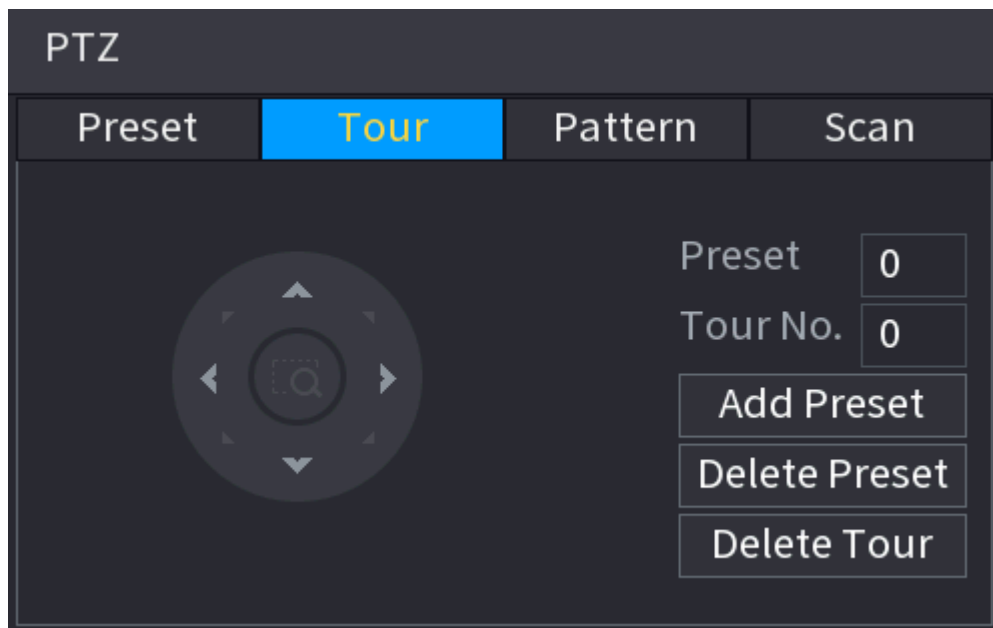 PTZ
Preset Tour Pattern Scan
Preset 0
Tour No. 0
Add Preset
Delete Preset
Delete Tour